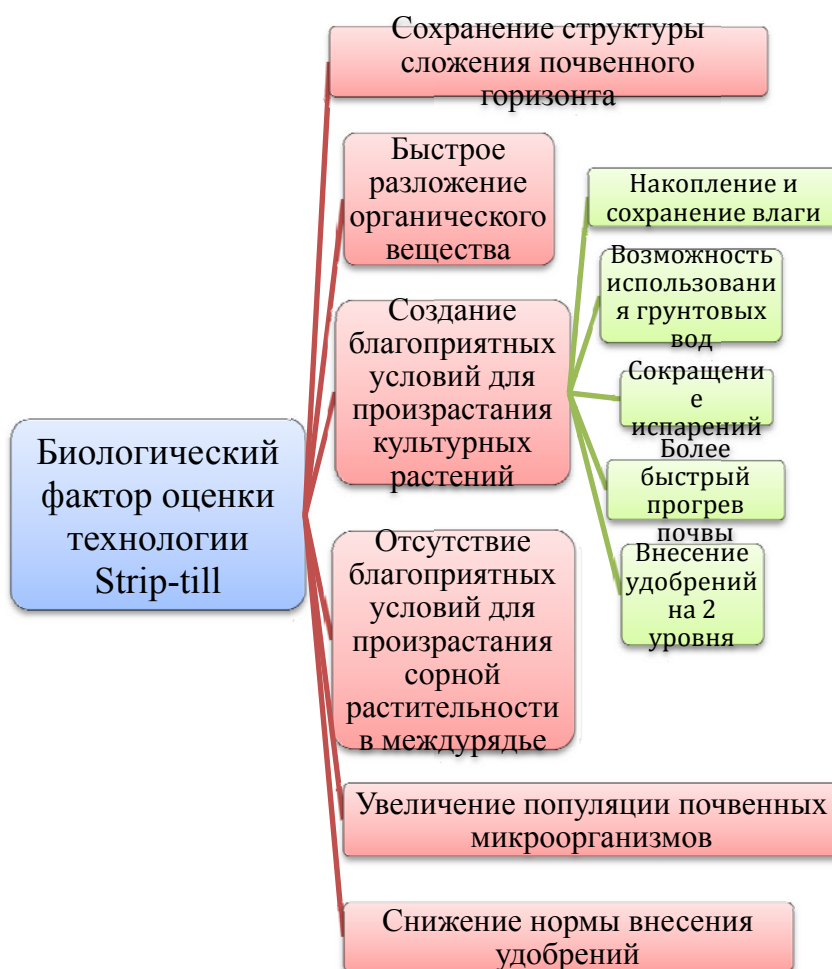 Сохранение структуры
сложения почвенного
горизонта
Быстрое
разложение
органического
вещества
Создание
благоприятных
условий для
произрастания
культурных
растений
Накопление и
сохранение влаги
Возможность
использовани
я грунтовых
вод
Сокращени
е
испарений
Более
быстрый
прогрев
почвы
Внесение
удобрений
на 2
уровня
Биологический
фактор оценки
технологии
Strip-till
Отсутствие
благоприятных
условий для
произрастания
сорной
растительности
в междурядье
Увеличение популяции почвенных
микроорганизмов
Снижение нормы внесения
удобрений